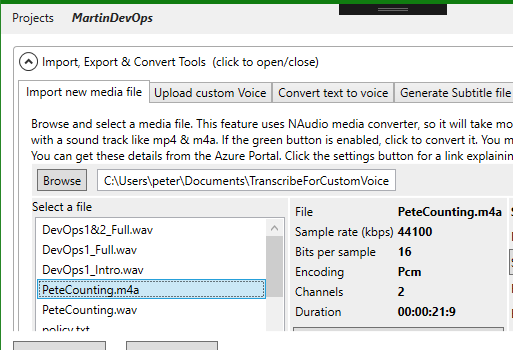 Projects MartinDevOps
Import, Export & Convert Tools (click to open/close)
Import new media file Upload custom Voice Convert text to voice Generate Subtitle file
Browse and select a media file. This feature uses NAudio media converter, so it will take mo
with a sound track like mp4 & m4a. If the green button is enabled, click to convert it. You m
You can get these details from the Azure Portal. Click the settings button for a link explainin
Browse C:\Users\peter\Documents\TranscribeForCustomVoice
Select a file
DevOps1&2_Full.wav
DevOps1_Full.wav
DevOps1_Intro.wav
PeteCounting.m4a
PeteCounting.wav
policy.txt
File PeteCounting.m4a
Sample rate (kbps) 44100
Bits per sample 16
Encoding Pcm
Channels 2
Duration 00:00:21:9